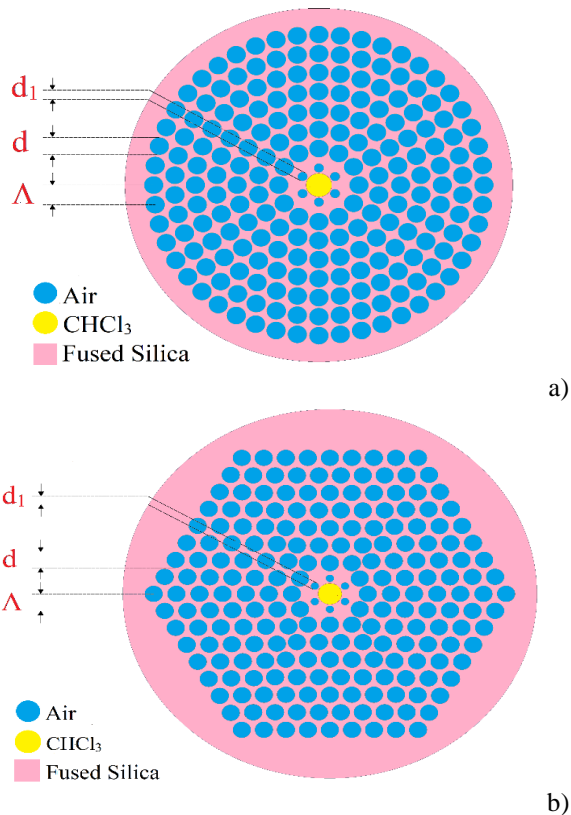 d₁
d
Λ
Air
CHCl₃
Fused Silica
a)
d₁
d
Λ
Air
CHCl₃
Fused Silica
b)